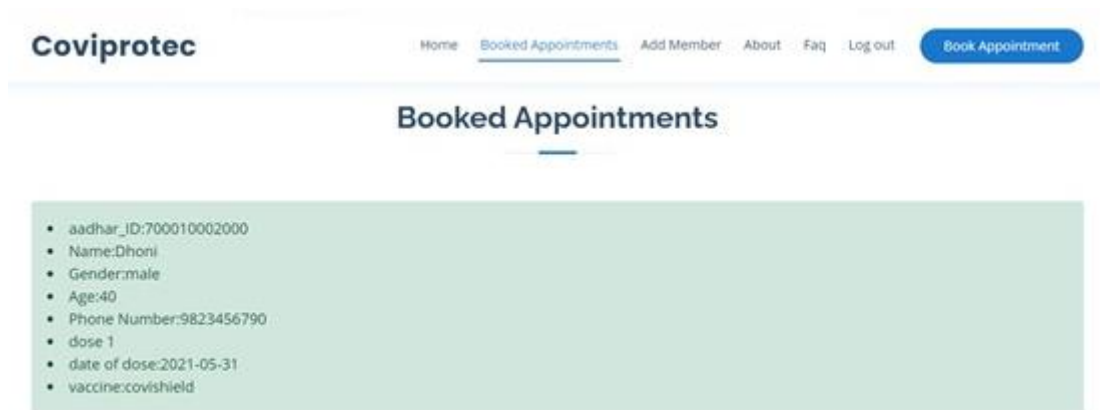 Coviprotec
Home Booked Appointments Add Member About Faq Log out Book Appointment
Booked Appointments
• aadhar_ID:700010002000
• Name:Dhoni
• Gender:male
• Age:40
• Phone Number:9823456790
• dose 1
• date of dose:2021-05-31
• vaccine:covishield